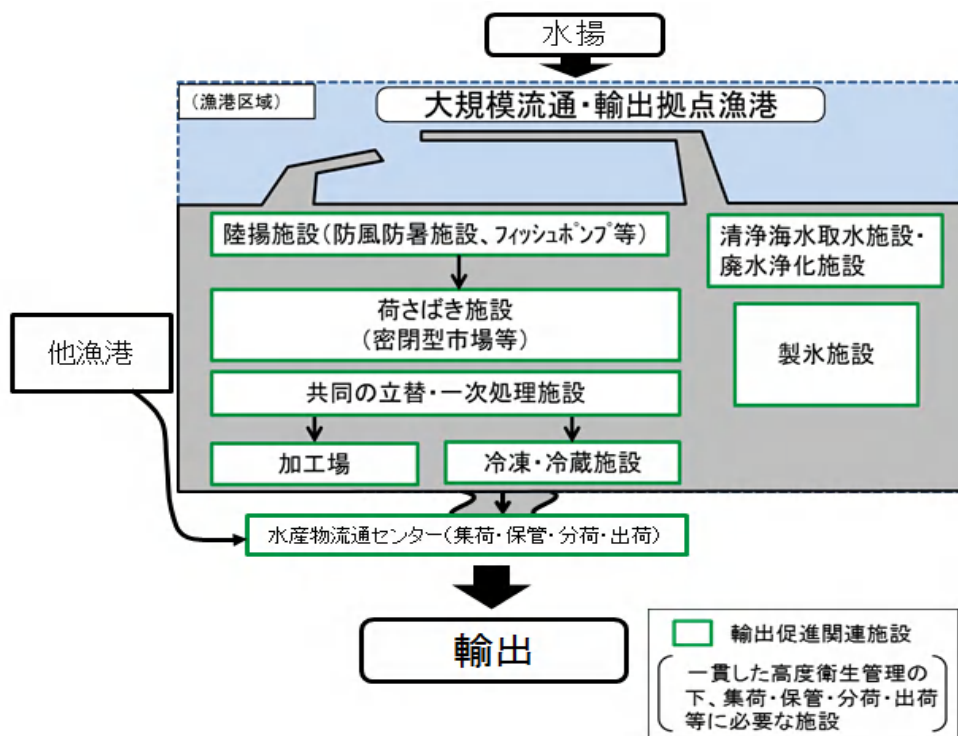 水揚
(漁港区域)
大規模流通・輸出拠点漁港
陸揚施設(防風防暑施設、フィッシュポンプ等)
清浄海水取水施設・
廃水浄化施設
荷さばき施設
(密閉型市場等)
他漁港
製氷施設
共同の立替・一次処理施設
加工場
冷凍・冷蔵施設
水産物流通センター(集荷・保管・分荷・出荷)
輸出
輸出促進関連施設
一貫した高度衛生管理の
下、集荷・保管・分荷・出荷
等に必要な施設